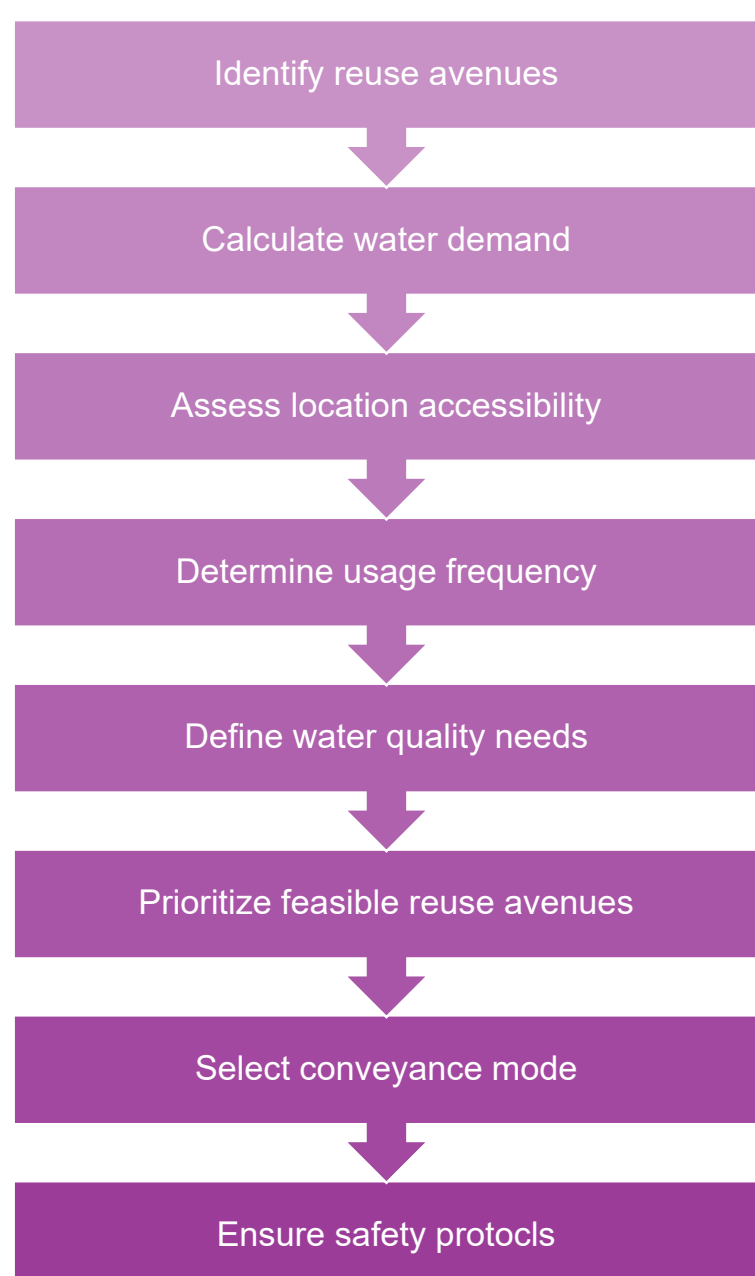 Identify reuse avenues
Calculate water demand
Assess location accessibility
Determine usage frequency
Define water quality needs
Prioritize feasible reuse avenues
Select conveyance mode
Ensure safety protocls